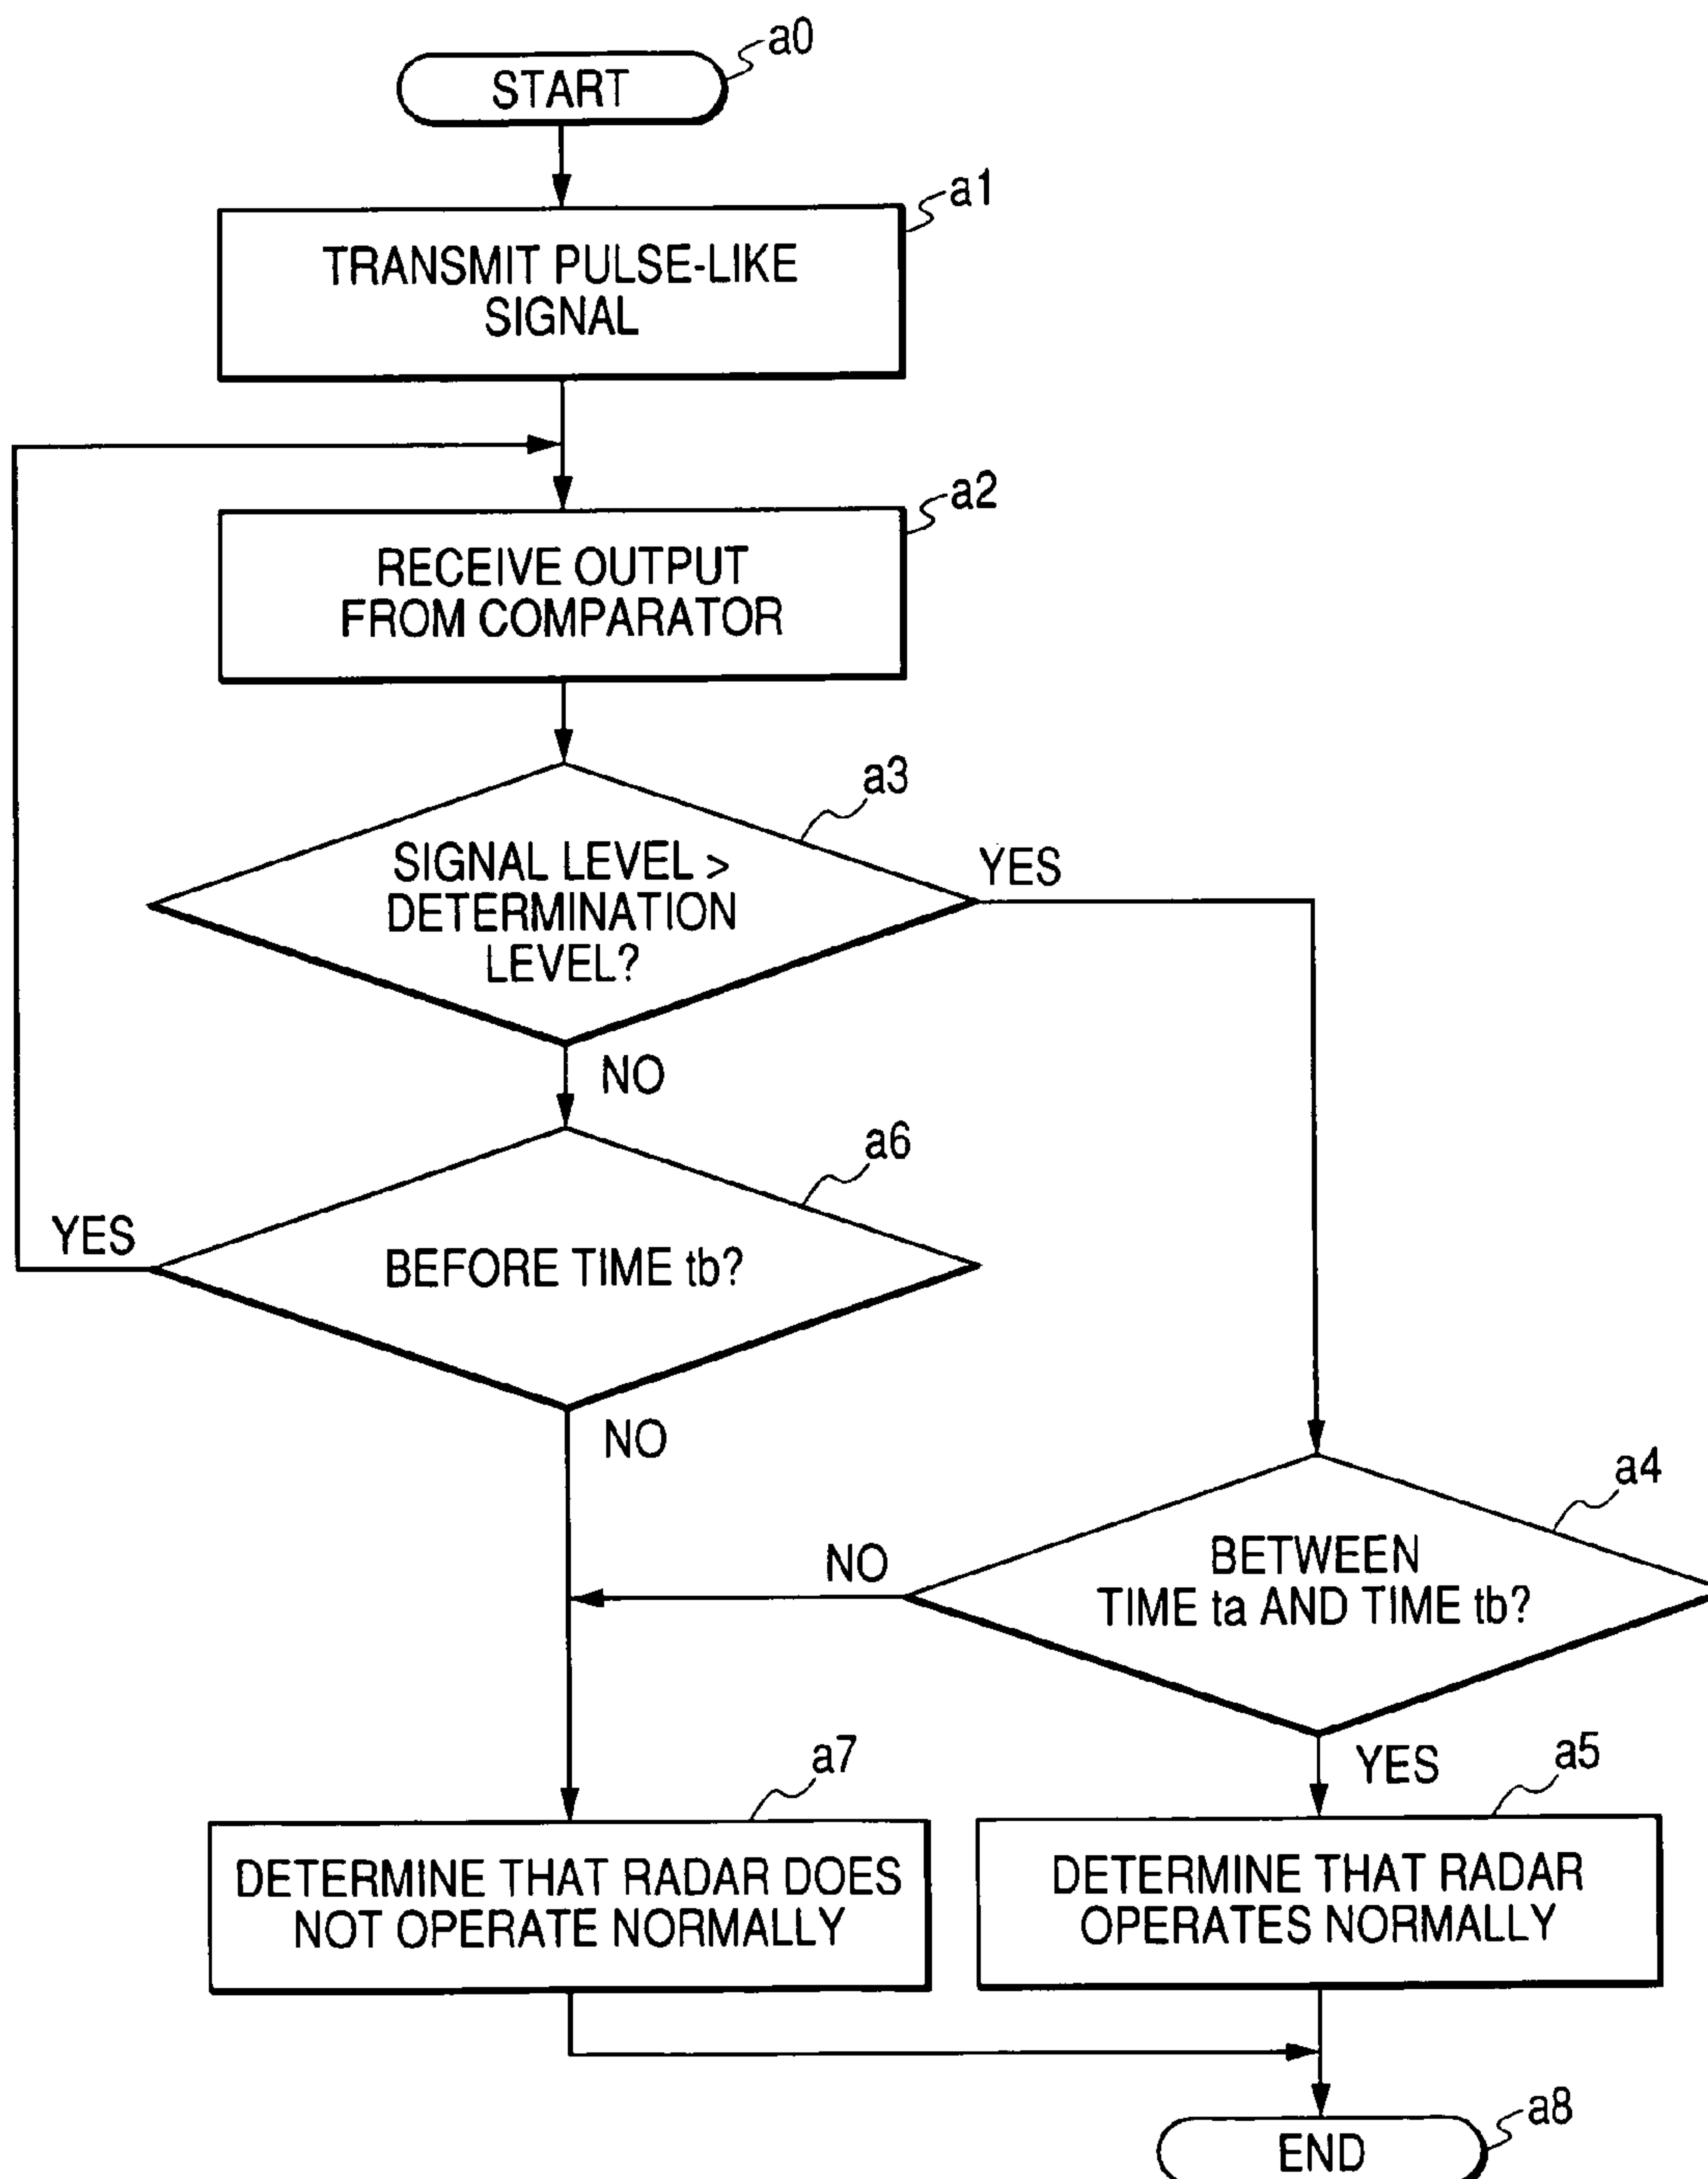 START
a0
a1
TRANSMIT PULSE-LIKE
SIGNAL
a2
RECEIVE OUTPUT
FROM COMPARATOR
a3
SIGNAL LEVEL >
DETERMINATION
LEVEL?
YES
NO
a6
YES
BEFORE TIME tb?
NO
a4
BETWEEN
TIME ta AND TIME tb?
NO
YES
a7
DETERMINE THAT RADAR DOES
NOT OPERATE NORMALLY
a5
DETERMINE THAT RADAR
OPERATES NORMALLY
a8
END